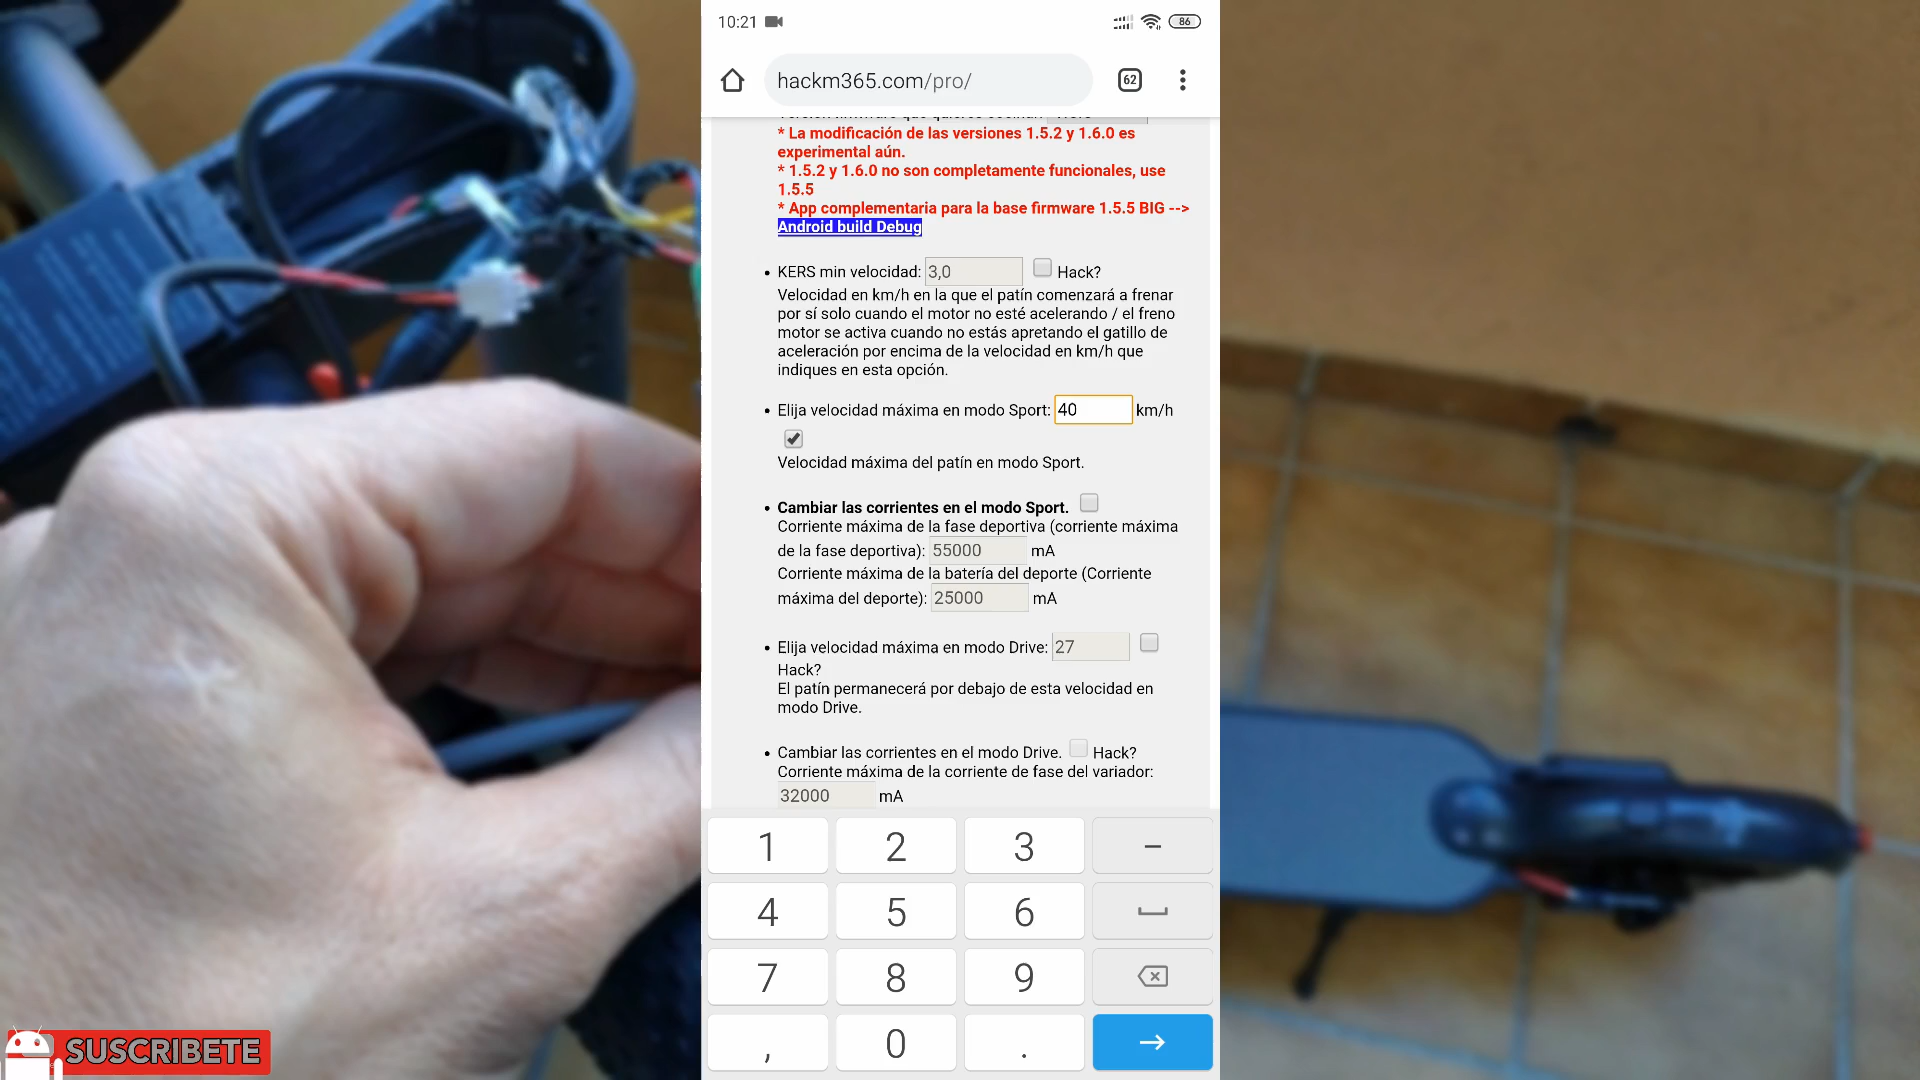 10:21
86
hackm365.com/pro/
62
* La modificación de las versiones 1.5.2 y 1.6.0 es
experimental aún.
* 1.5.2 y 1.6.0 no son completamente funcionales, use
1.5.5
* App complementaria para la base firmware 1.5.5 BIG -->
Android build Debug
• KERS min velocidad: 3,0 Hack?
Velocidad en km/h en la que el patín comenzará a frenar
por sí solo cuando el motor no esté acelerando / el freno
motor se activa cuando no estás apretando el gatillo de
aceleración por encima de la velocidad en km/h que
indiques en esta opción.
• Elija velocidad máxima en modo Sport: 40 km/h
Velocidad máxima del patín en modo Sport.
• Cambiar las corrientes en el modo Sport.
Corriente máxima de la fase deportiva (corriente máxima
de la fase deportiva): 55000 mA
Corriente máxima de la batería del deporte (Corriente
máxima del deporte): 25000 mA
• Elija velocidad máxima en modo Drive: 27
Hack?
El patín permanecerá por debajo de esta velocidad en
modo Drive.
• Cambiar las corrientes en el modo Drive. Hack?
Corriente máxima de la corriente de fase del variador:
32000 mA
1 2 3 −
4 5 6
7 8 9
, 0 .
SUSCRIBETE